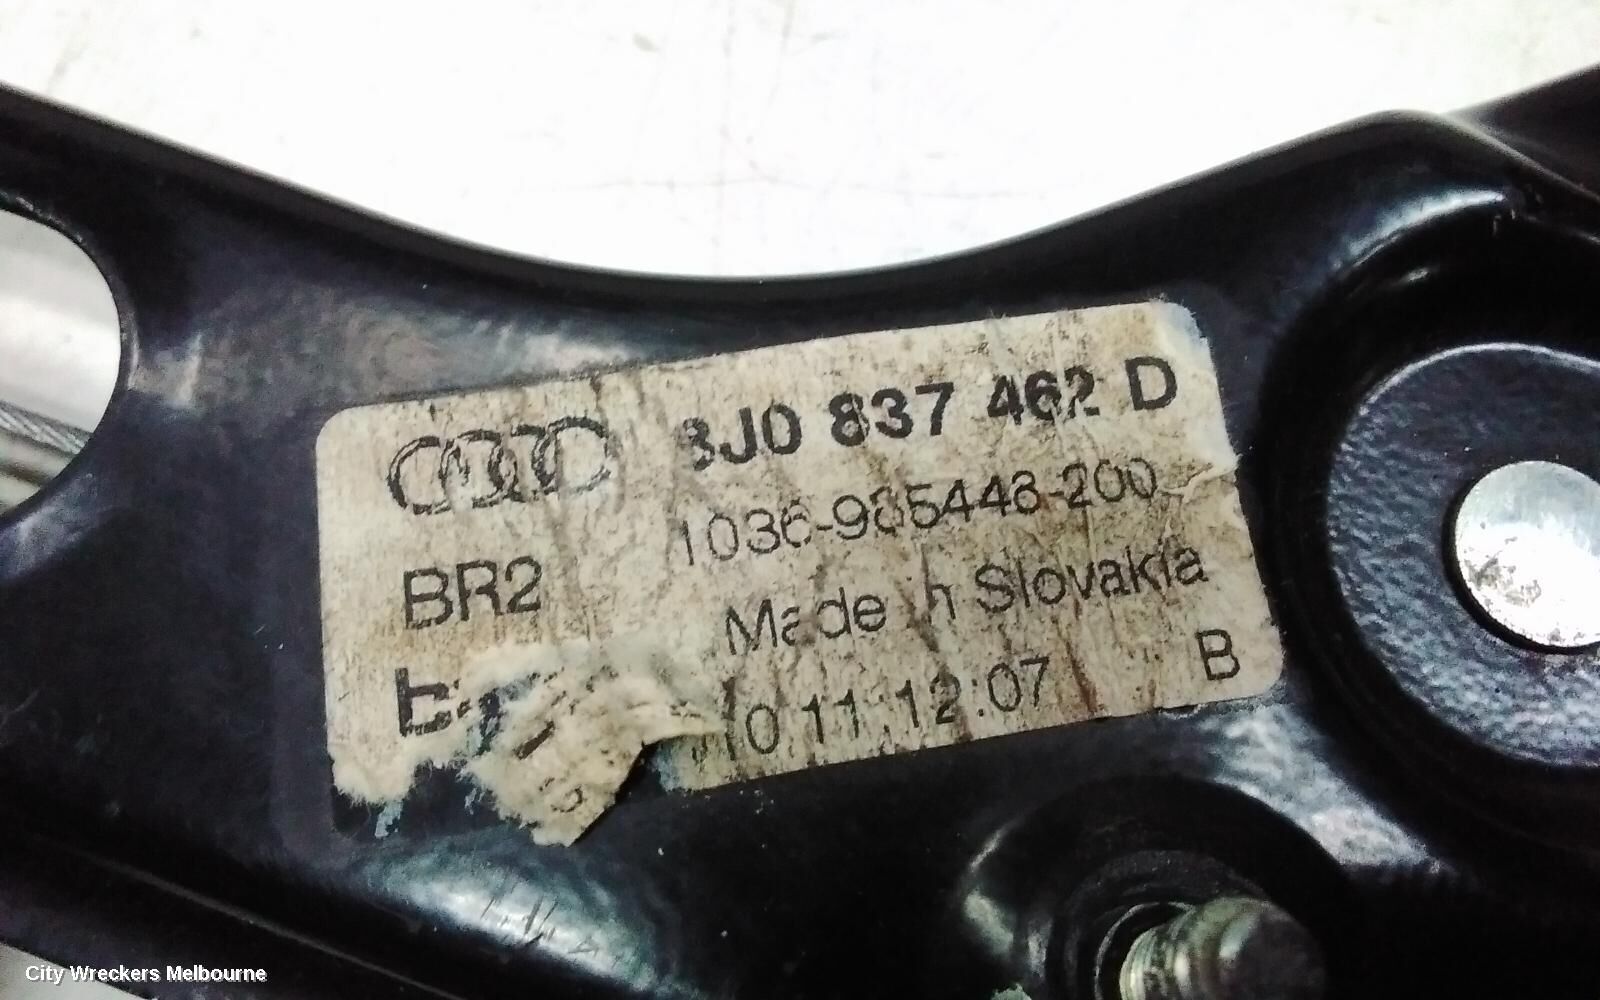 8J0 837 462 D
1036-985448-200
BR2
Made in Slovakia
10.11.12:07 B
City Wreckers Melbourne